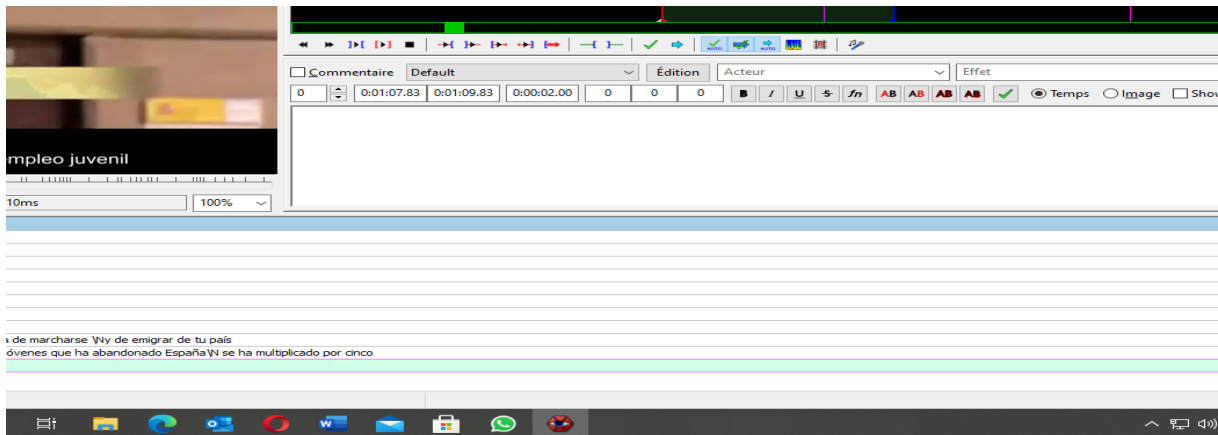 Commentaire Default Édition Acteur Effet
0 0:01:07.83 0:01:09.83 0:00:02.00 0 0 0 B I U S fn AB AB AB AB Temps Image Shov
mpleo juvenil
10ms 100%
a de marcharse \Ny de emigrar de tu país
óvenes que ha abandonado España\N se ha multiplicado por cinco